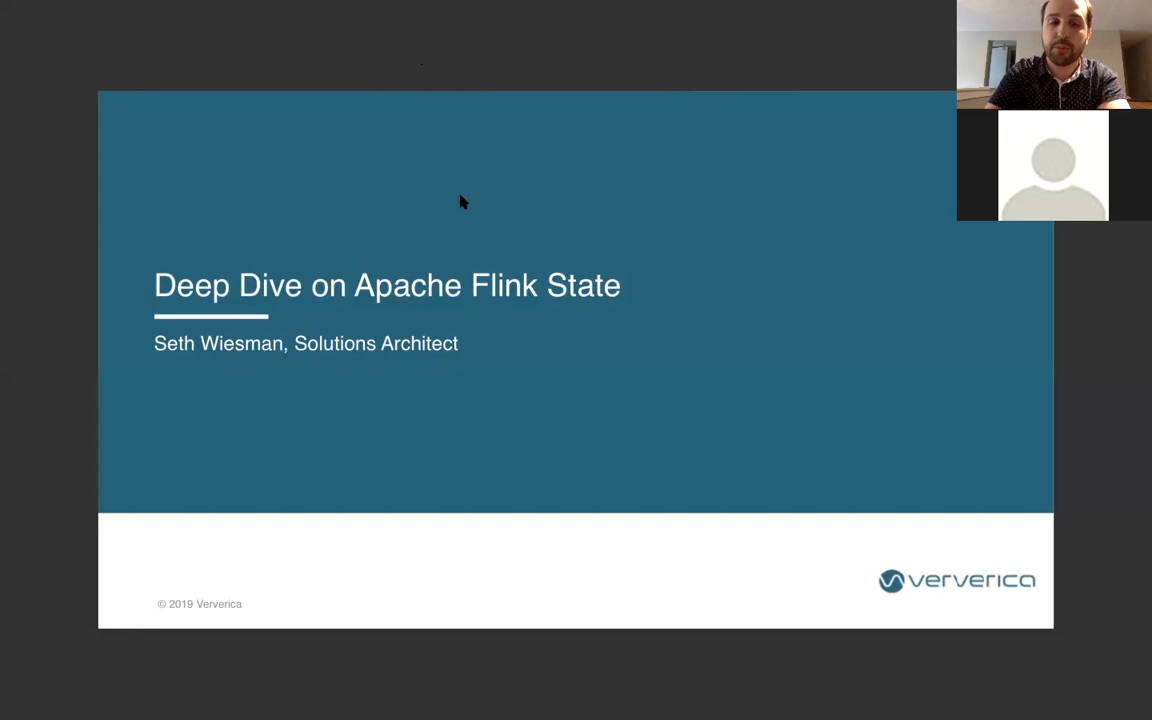 Deep Dive on Apache Flink State
Seth Wiesman, Solutions Architect
ververica
© 2019 Ververica